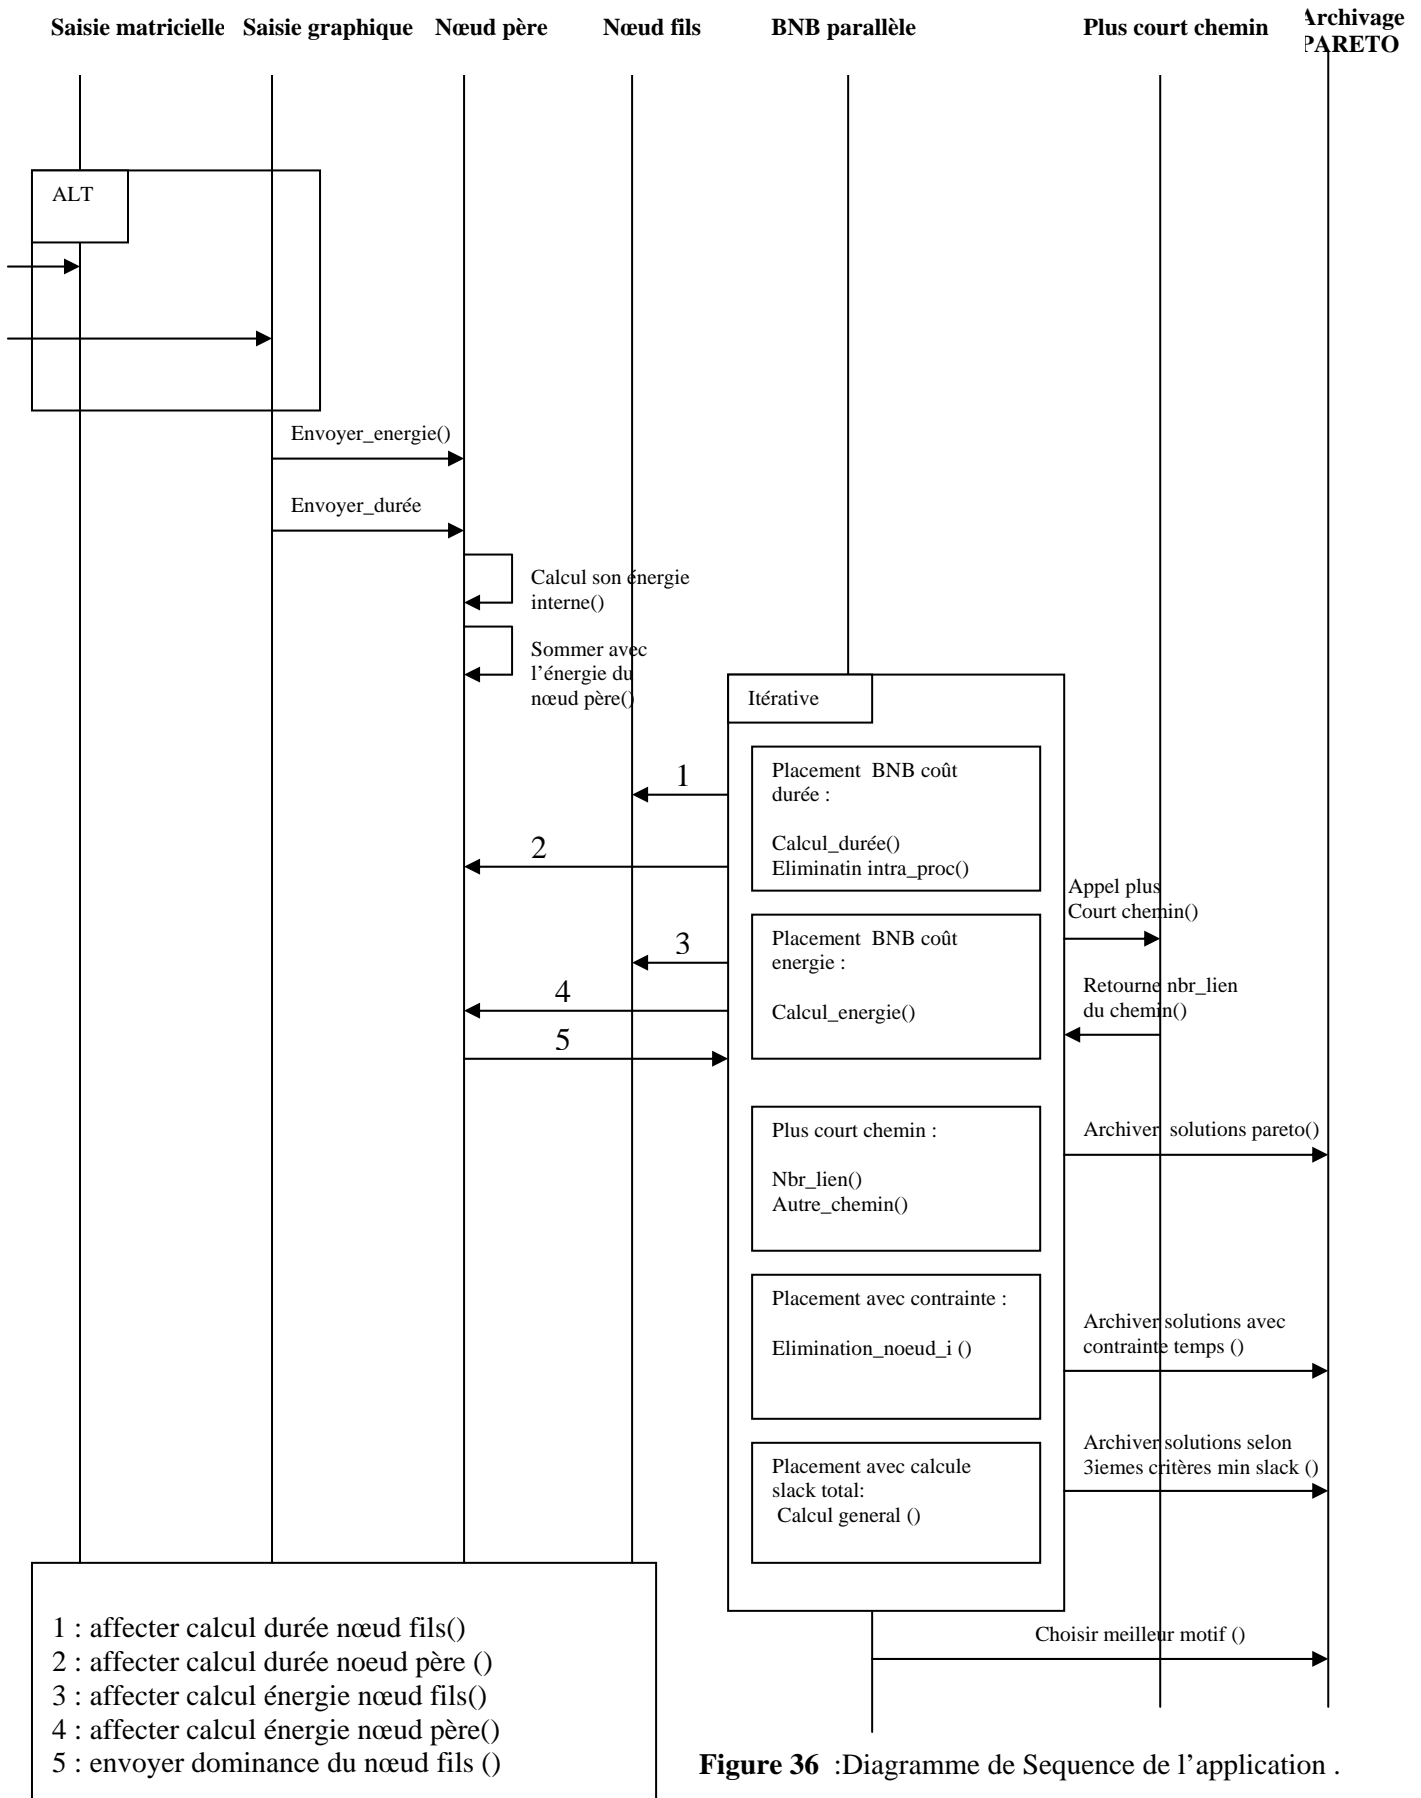 Saisie matricielle Saisie graphique Nœud père Nœud fils BNB parallèle Plus court chemin Archivage
PARETO
ALT
Envoyer_energie()
Envoyer_durée
Calcul son énergie
interne()
Sommer avec
l’énergie du
nœud père()
Itérative
1
2
3
4
5
Placement BNB coût
durée :
Calcul_durée()
Eliminatin intra_proc()
Appel plus
Court chemin()
Placement BNB coût
energie :
Calcul_energie()
Retourne nbr_lien
du chemin()
Plus court chemin :
Nbr_lien()
Autre_chemin()
Archiver solutions pareto()
Placement avec contrainte :
Elimination_noeud_i ()
Archiver solutions avec
contrainte temps ()
Placement avec calcule
slack total:
Calcul general ()
Archiver solutions selon
3iemes critères min slack ()
Choisir meilleur motif ()
1 : affecter calcul durée nœud fils()
2 : affecter calcul durée noeud père ()
3 : affecter calcul énergie nœud fils()
4 : affecter calcul énergie nœud père()
5 : envoyer dominance du nœud fils ()
Figure 36 :Diagramme de Sequence de l’application .